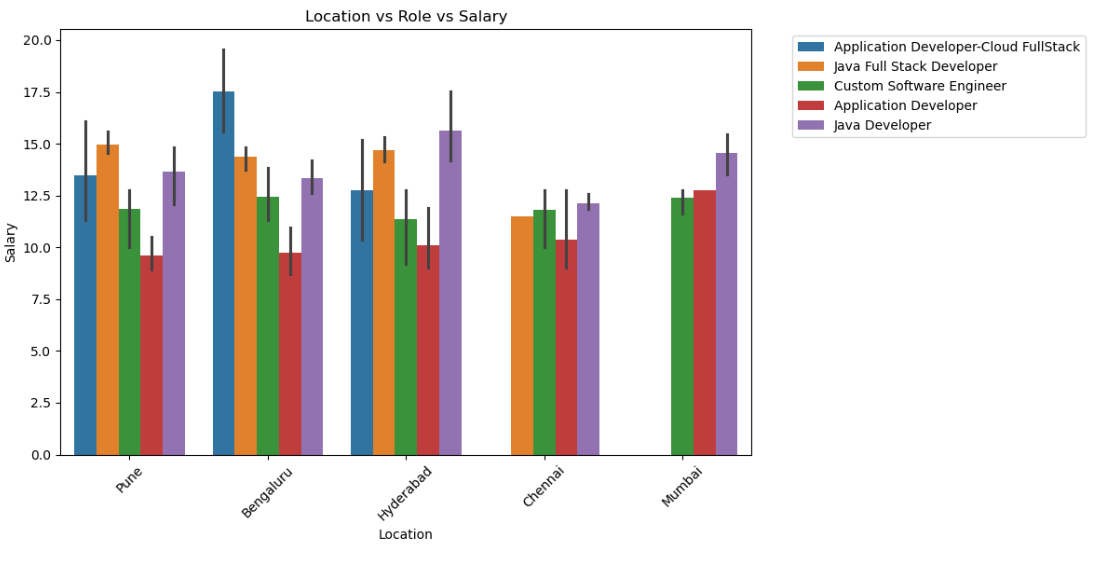 Location vs Role vs Salary
20.0
17.5
15.0
12.5
10.0
7.5
5.0
2.5
0.0
Salary
Pune
Bengaluru
Hyderabad
Chennai
Mumbai
Location
Application Developer-Cloud FullStack
Java Full Stack Developer
Custom Software Engineer
Application Developer
Java Developer